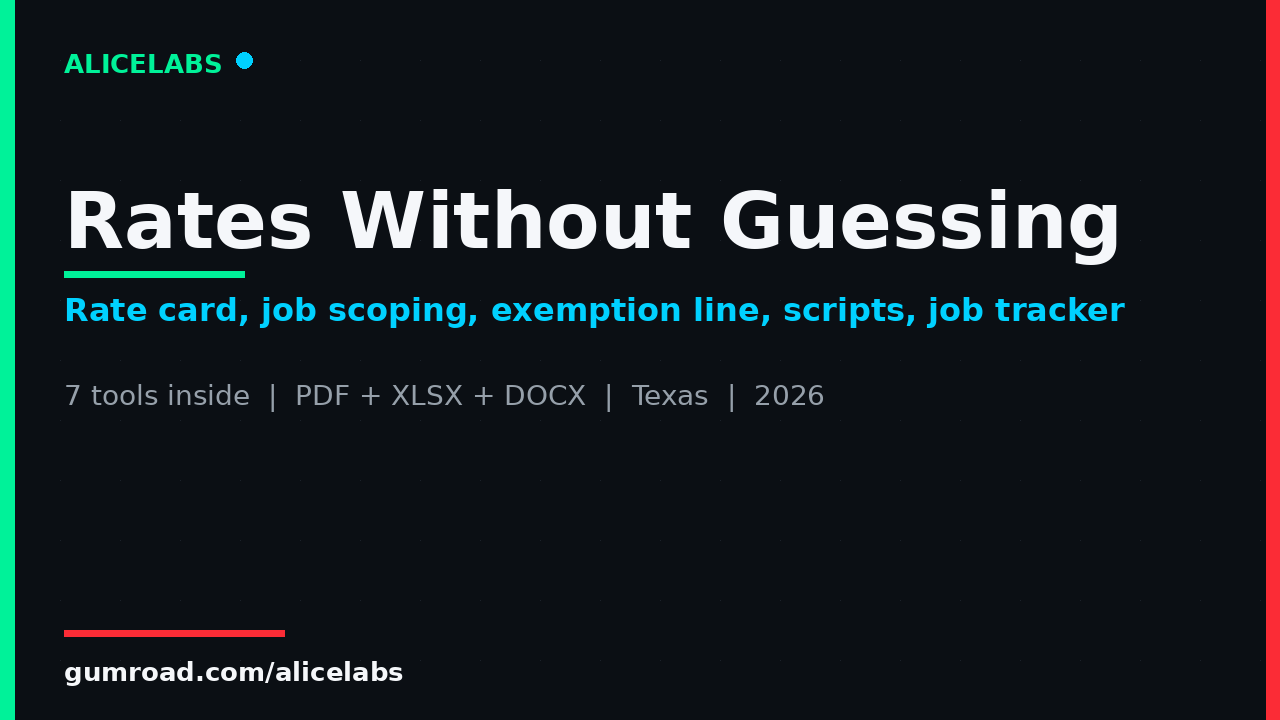 ALICELABS
Rates Without Guessing
Rate card, job scoping, exemption line, scripts, job tracker
7 tools inside | PDF + XLSX + DOCX | Texas | 2026
gumroad.com/alicelabs